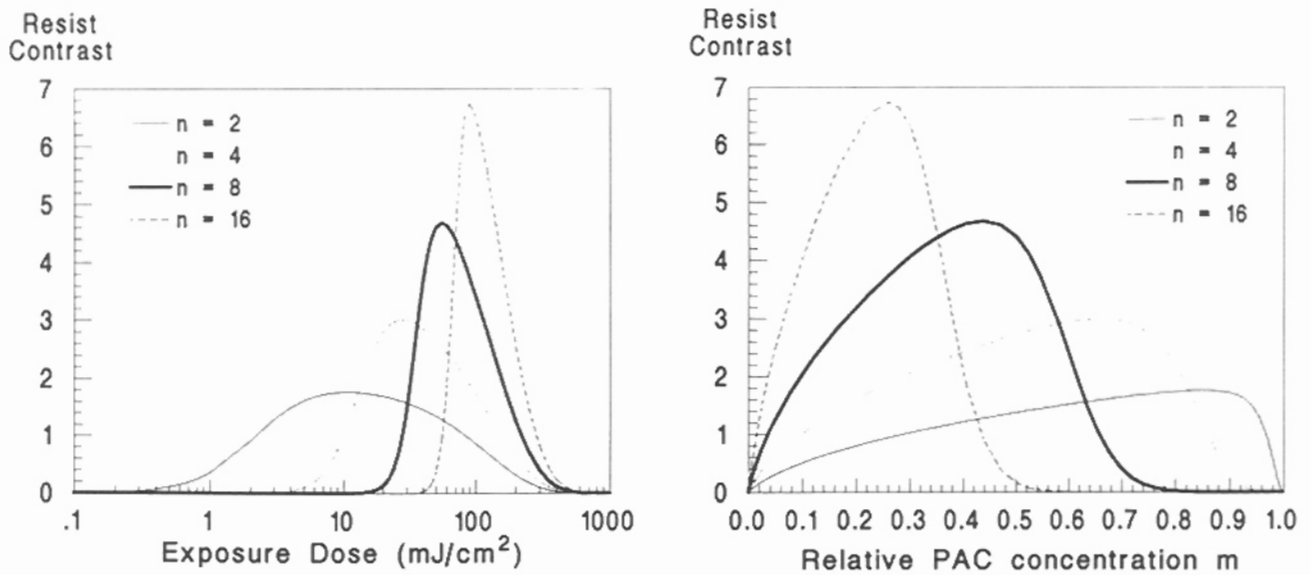 Resist
Contrast
7
6
5
4
3
2
1
0
n = 2
n = 4
n = 8
n = 16
.1 1 10 100 1000
Exposure Dose (mJ/cm²)
Resist
Contrast
7
6
5
4
3
2
1
0
n = 2
n = 4
n = 8
n = 16
0.0 0.1 0.2 0.3 0.4 0.5 0.6 0.7 0.8 0.9 1.0
Relative PAC concentration m